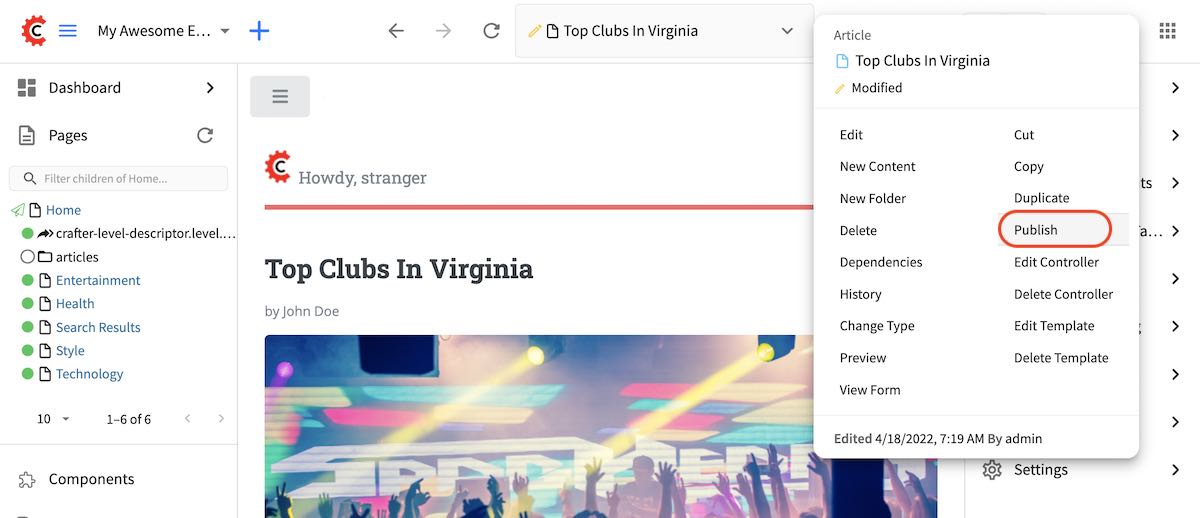 My Awesome E...
Top Clubs In Virginia
Dashboard
Pages
Filter children of Home...
Home
crafter-level-descriptor.level....
articles
Entertainment
Health
Search Results
Style
Technology
10
1–6 of 6
Components
C
Howdy, stranger
Top Clubs In Virginia
by John Doe
Article
Top Clubs In Virginia
Modified
Edit
New Content
New Folder
Delete
Dependencies
History
Change Type
Preview
View Form
Cut
Copy
Duplicate
Publish
Edit Controller
Delete Controller
Edit Template
Delete Template
Edited 4/18/2022, 7:19 AM By admin
ts
Settings